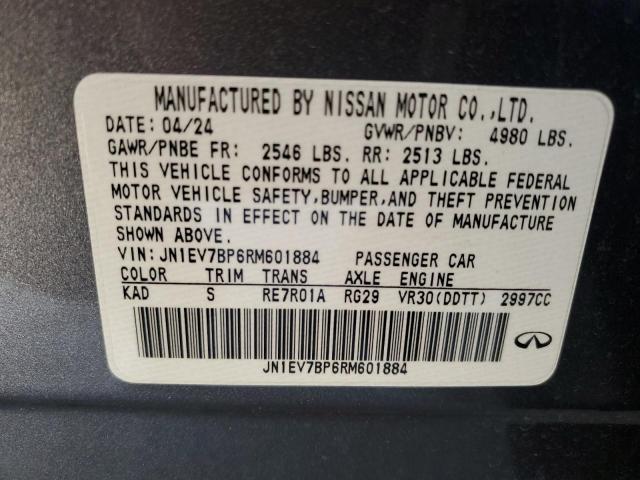 MANUFACTURED BY NISSAN MOTOR CO.,LTD.
DATE: 04/24 GVWR/PNBV: 4980 LBS.
GAWR/PNBE FR: 2546 LBS. RR: 2513 LBS.
THIS VEHICLE CONFORMS TO ALL APPLICABLE FEDERAL
MOTOR VEHICLE SAFETY,BUMPER,AND THEFT PREVENTION
STANDARDS IN EFFECT ON THE DATE OF MANUFACTURE
SHOWN ABOVE.
VIN: JN1EV7BP6RM601884 PASSENGER CAR
COLOR TRIM TRANS AXLE ENGINE
KAD S RE7R01A RG29 VR30(DDTT) 2997CC
JN1EV7BP6RM601884